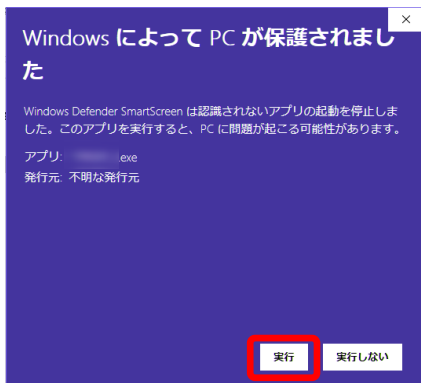 Windows によって PC が保護されまし
た
Windows Defender SmartScreen は認識されないアプリの起動を停止しま
した。このアプリを実行すると、PC に問題が起こる可能性があります。
アプリ: .exe
発行元: 不明な発行元
実行 実行しない